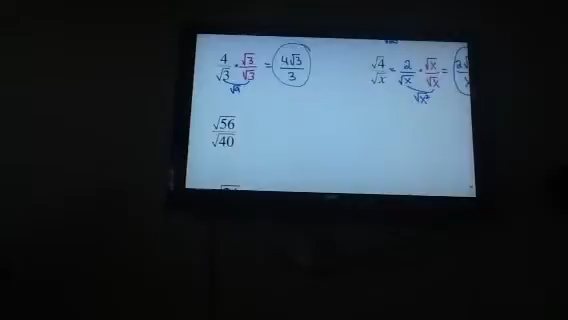 4/√3 · √3/√3 = 4√3/3
√9
√4/√x = 2/√x · √x/√x =
√x²
√56/√40